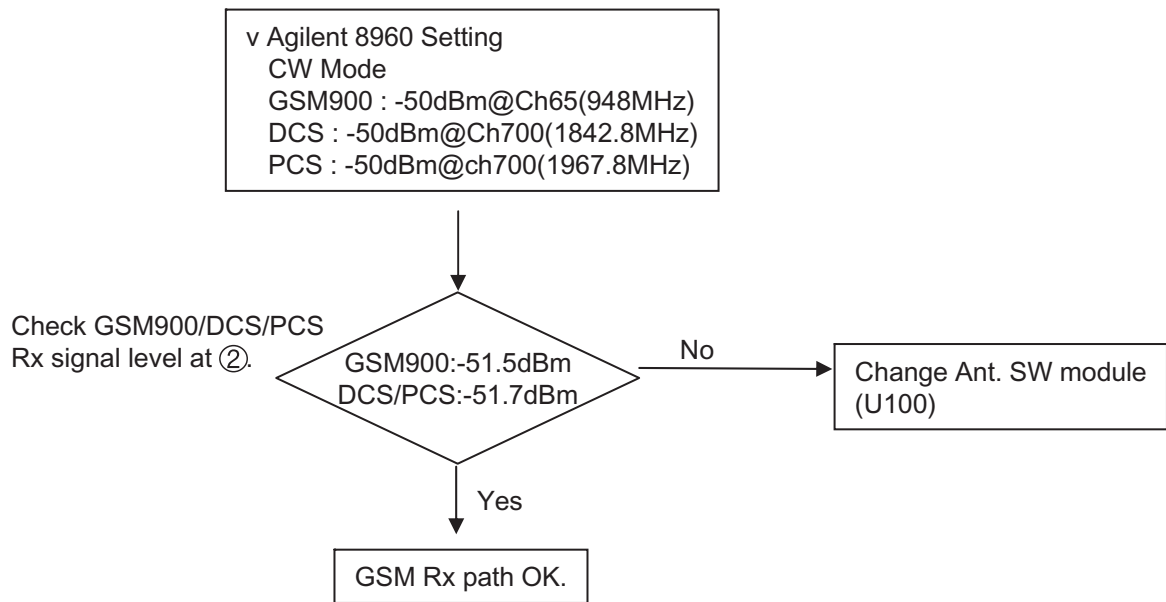 v Agilent 8960 Setting
CW Mode
GSM900 : -50dBm@Ch65(948MHz)
DCS : -50dBm@Ch700(1842.8MHz)
PCS : -50dBm@ch700(1967.8MHz)
Check GSM900/DCS/PCS
Rx signal level at ②.
GSM900:-51.5dBm
DCS/PCS:-51.7dBm
No
Change Ant. SW module
(U100)
Yes
GSM Rx path OK.